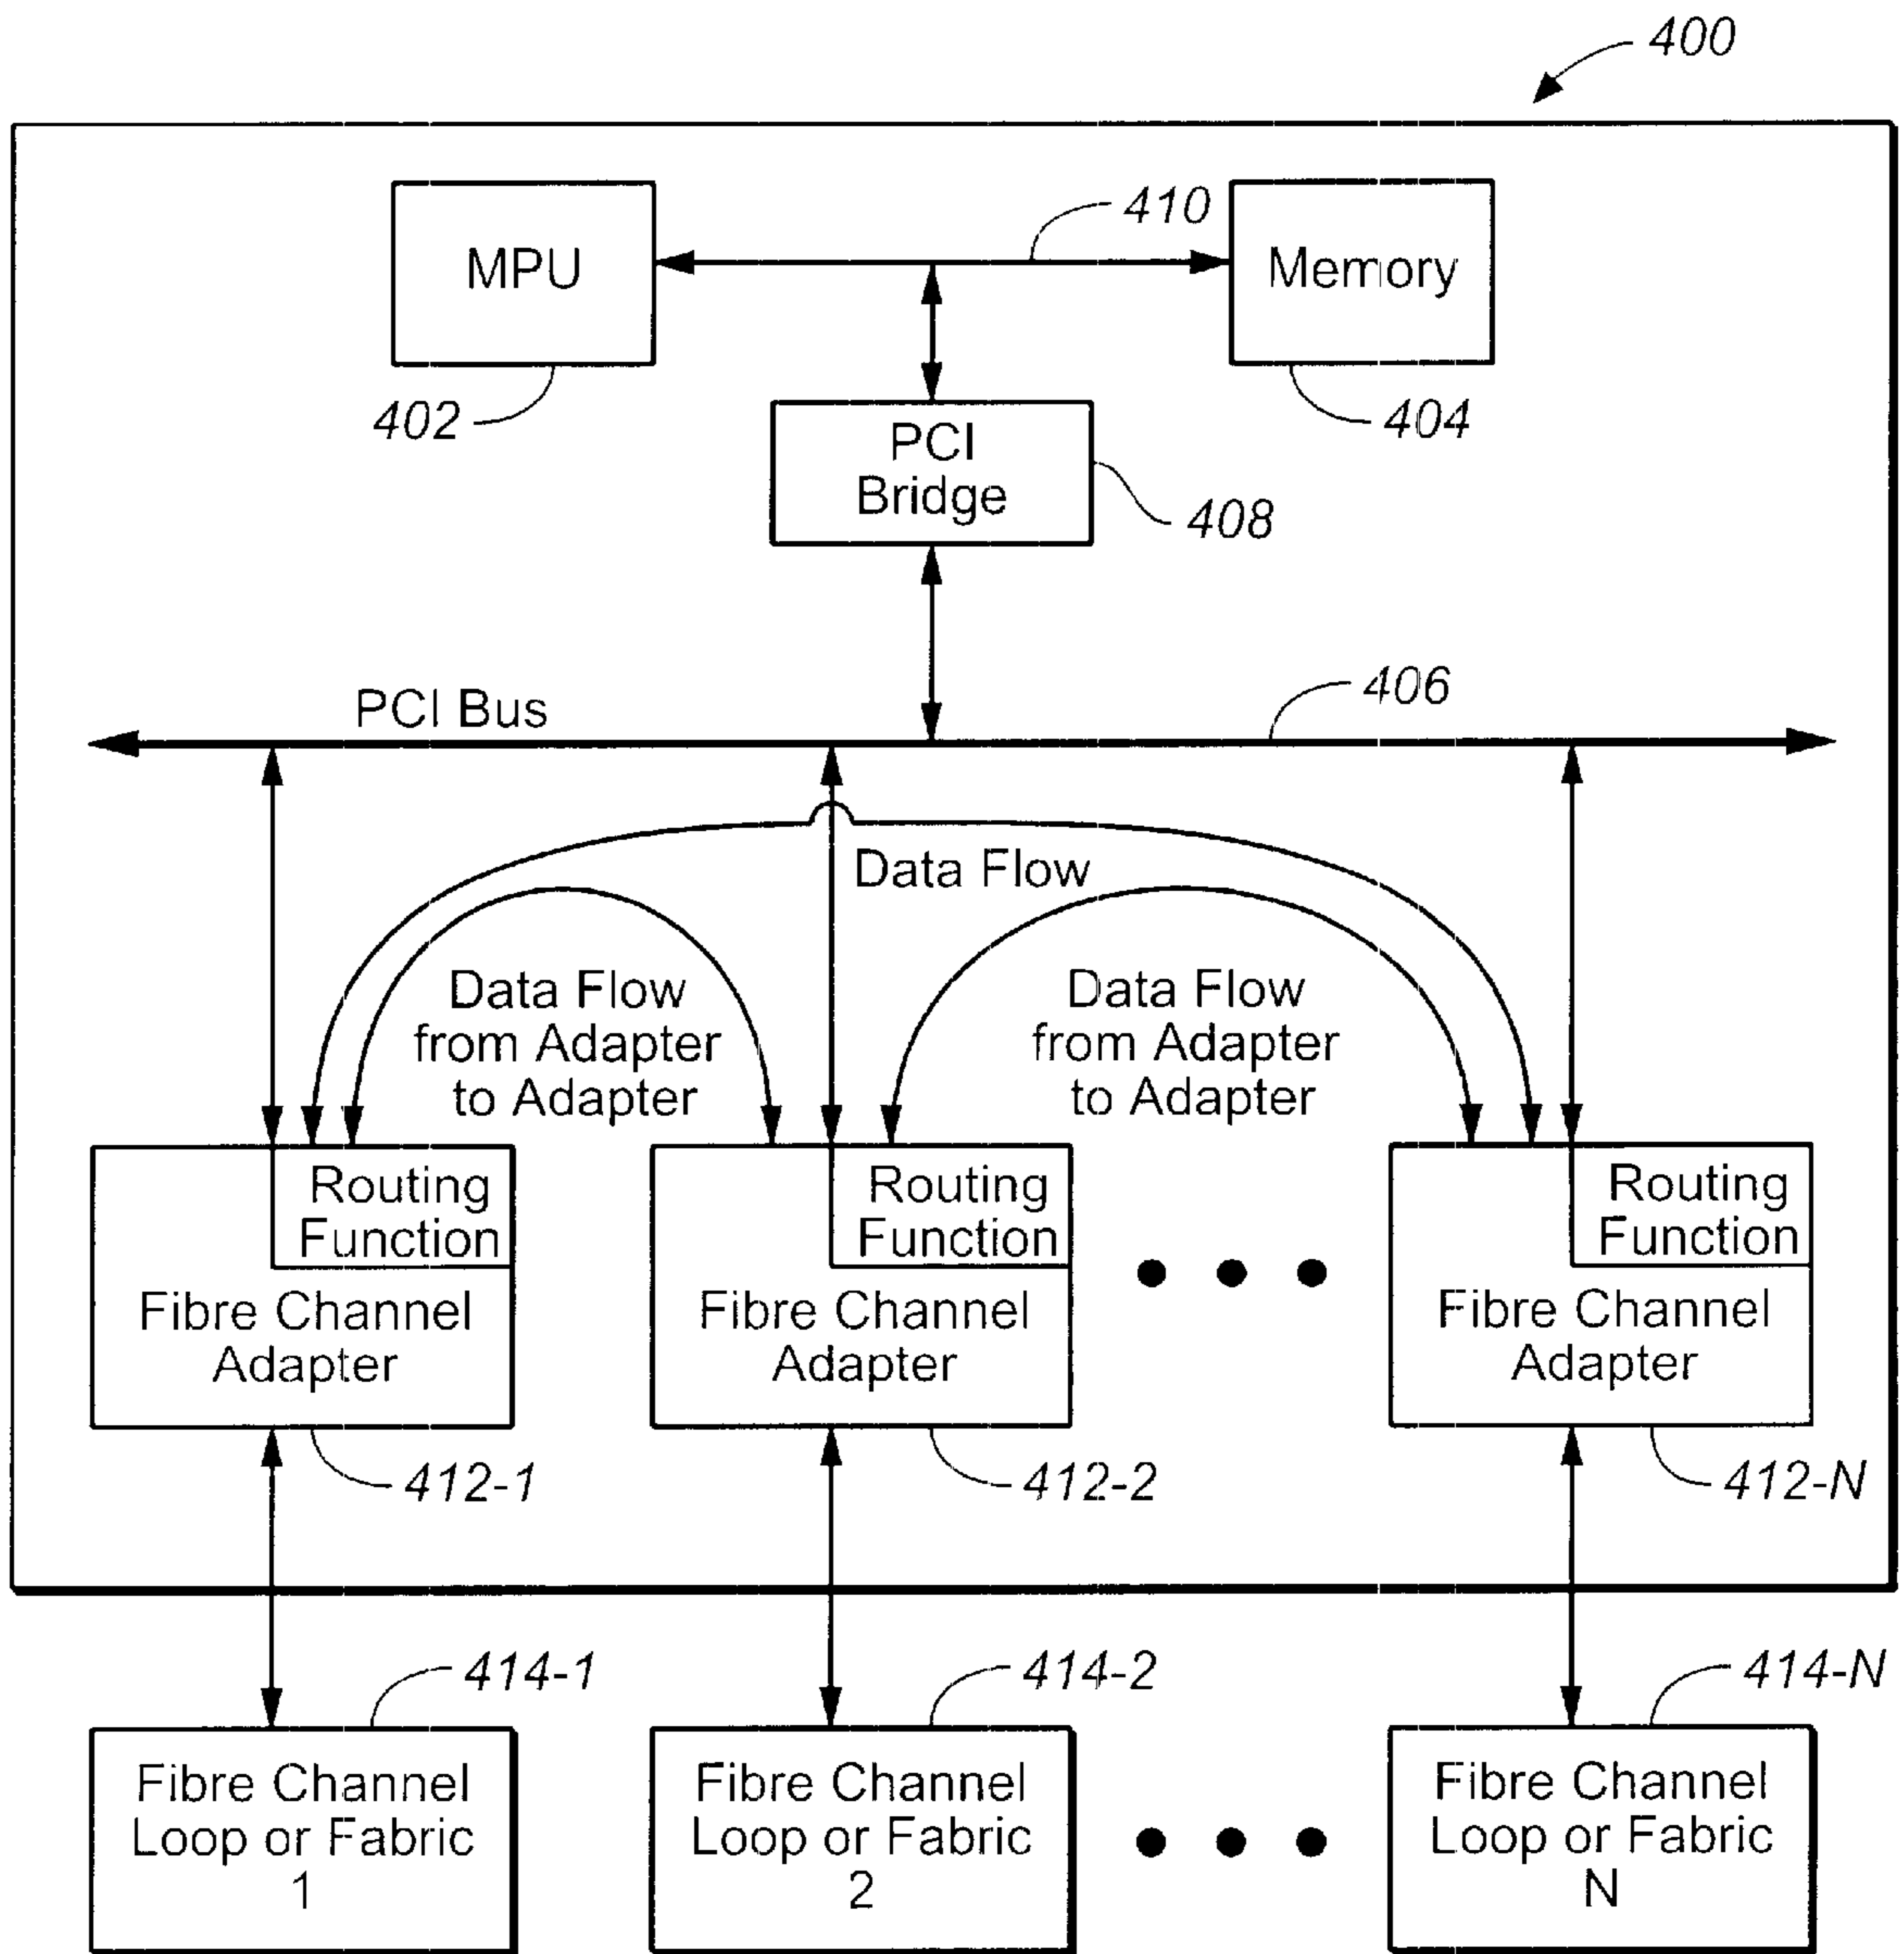 400
410
MPU
Memory
402
404
PCI
Bridge
408
PCI Bus
406
Data Flow
Data Flow
from Adapter
to Adapter
Data Flow
from Adapter
to Adapter
Routing
Function
Fibre Channel
Adapter
Routing
Function
Fibre Channel
Adapter
Routing
Function
Fibre Channel
Adapter
412-1
412-2
412-N
414-1
414-2
414-N
Fibre Channel
Loop or Fabric
1
Fibre Channel
Loop or Fabric
2
Fibre Channel
Loop or Fabric
N